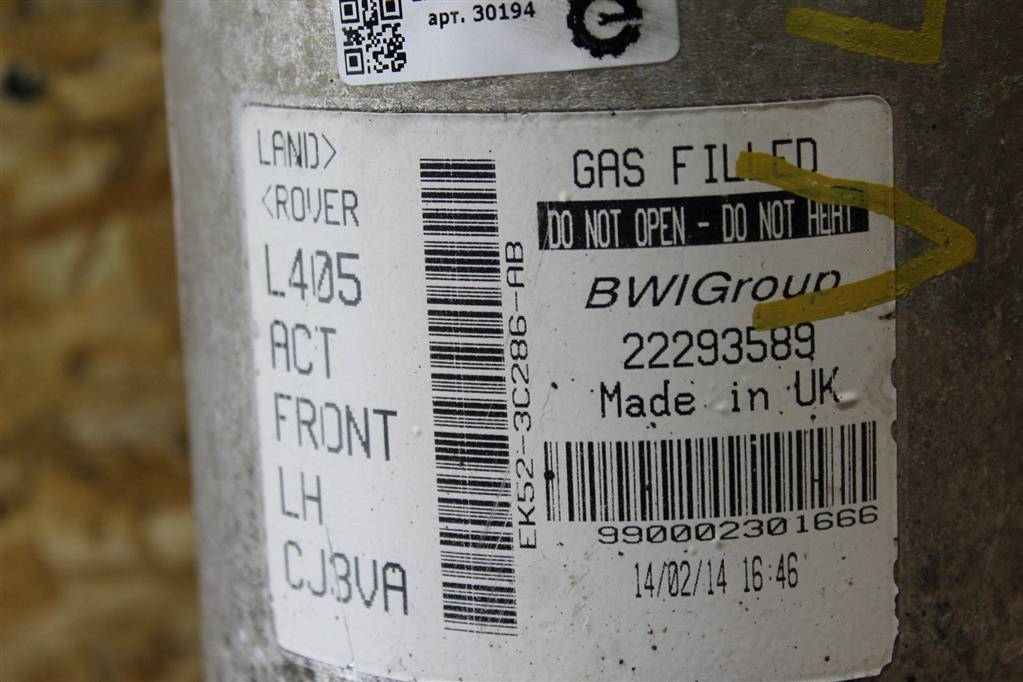 арт. 30194
LAND>
<ROVER
L405
ACT
FRONT
LH
CJ3VA
EK52-3C286-AB
GAS FILLED
DO NOT OPEN - DO NOT HEAT
BWIGroup
22293589
Made in UK
990002301666
14/02/14 16:46